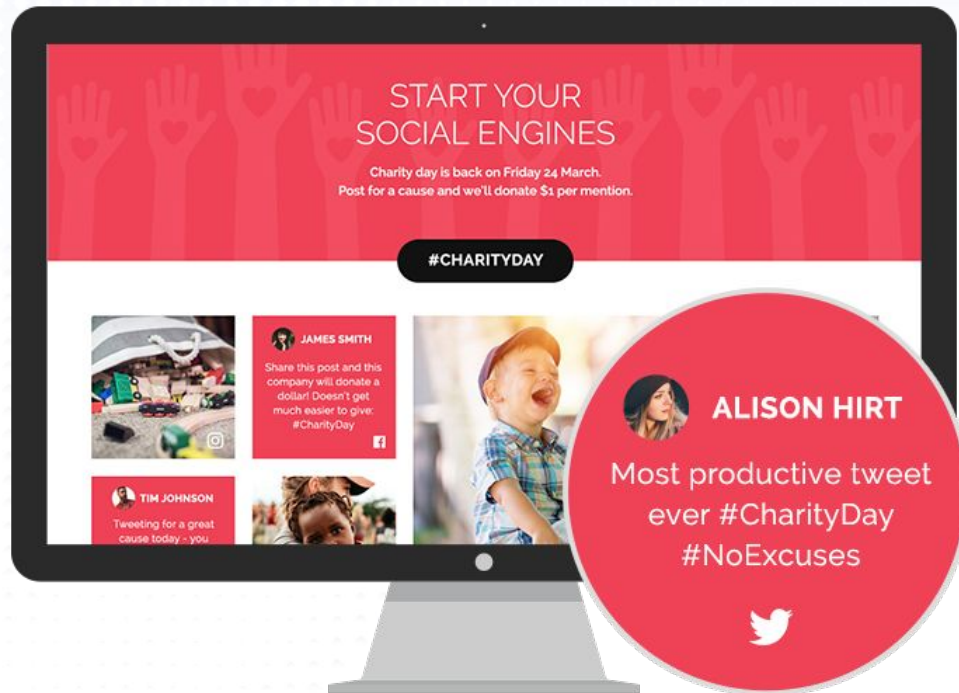 START YOUR
SOCIAL ENGINES
Charity day is back on Friday 24 March.
Post for a cause and we'll donate $1 per mention.
#CHARITYDAY
JAMES SMITH
Share this post and this
company will donate a
dollar! Doesn't get
much easier to give:
#CharityDay
TIM JOHNSON
Tweeting for a great
cause today - you
ALISON HIRT
Most productive tweet
ever #CharityDay
#NoExcuses